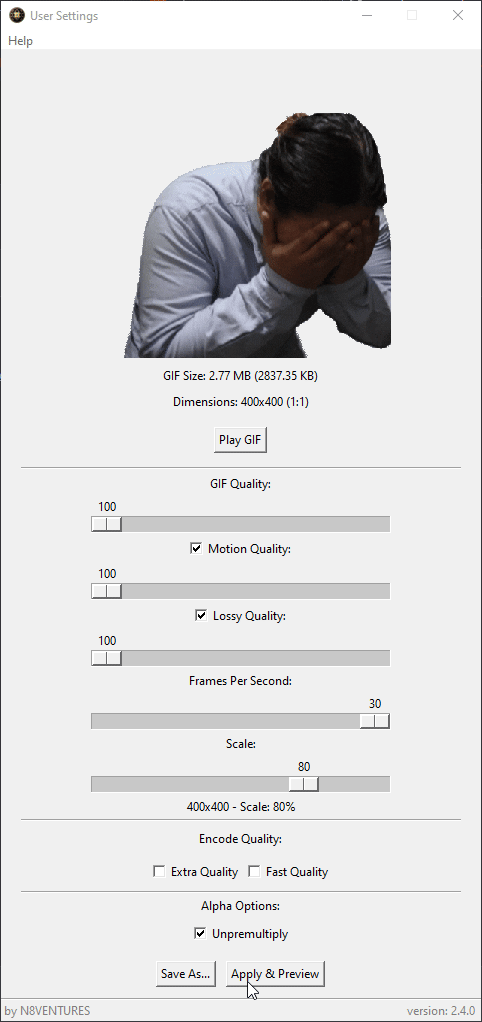 User Settings
Help
GIF Size: 2.77 MB (2837.35 KB)
Dimensions: 400x400 (1:1)
Play GIF
GIF Quality:
100
Motion Quality:
100
Lossy Quality:
100
Frames Per Second:
30
Scale:
80
400x400 - Scale: 80%
Encode Quality:
Extra Quality Fast Quality
Alpha Options:
Unpremultiply
Save As... Apply & Preview
by N8VENTURES version: 2.4.0